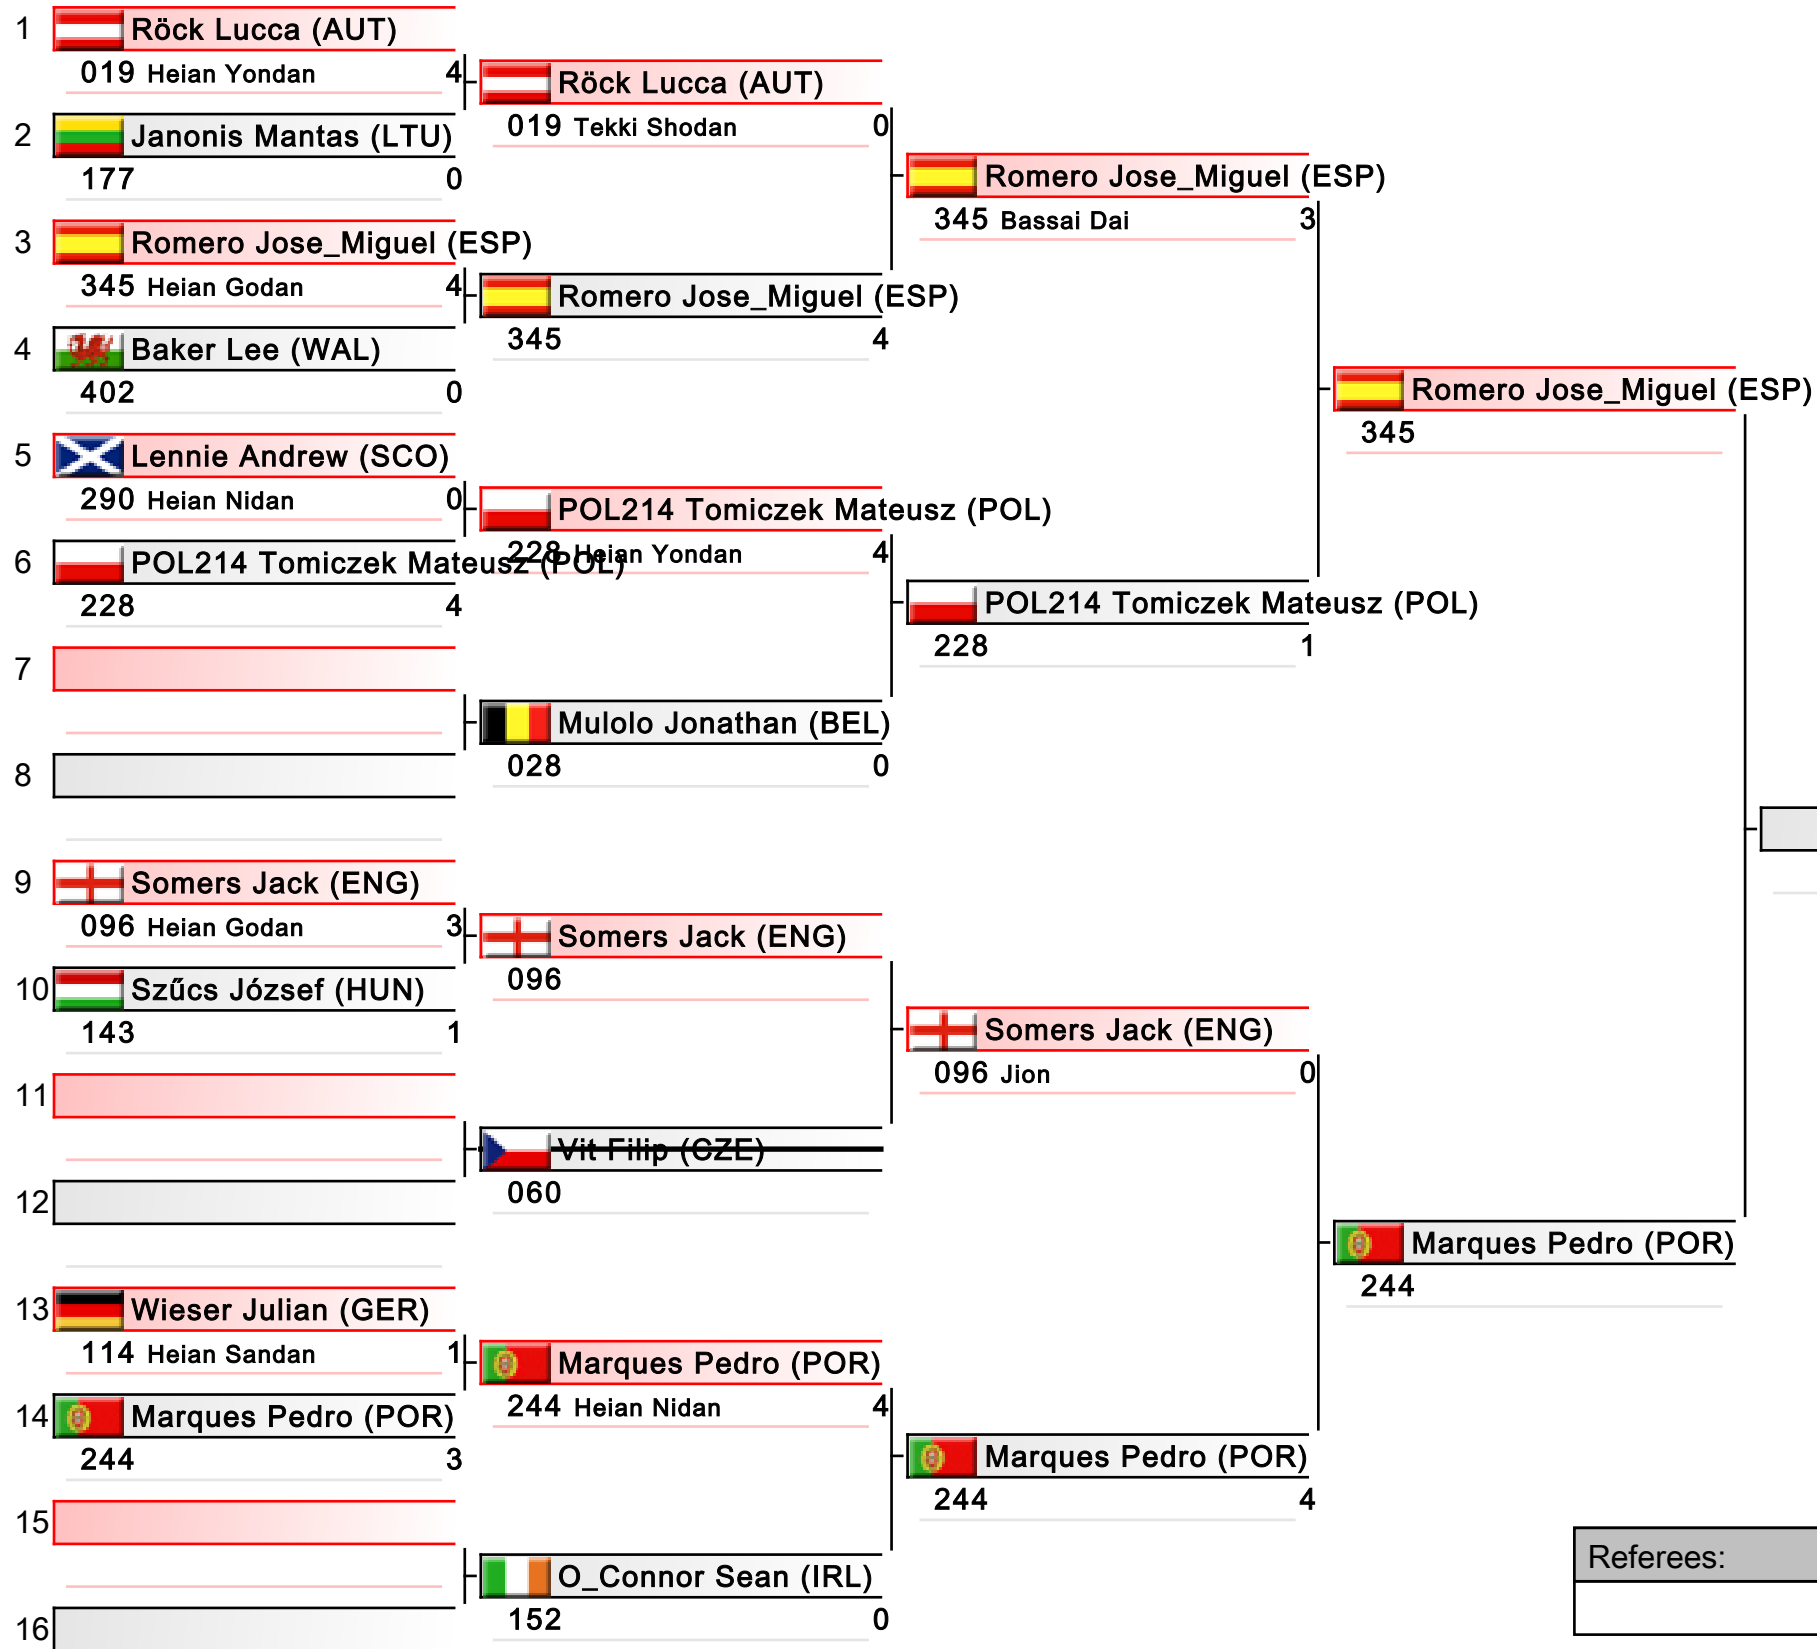 1 Röck Lucca (AUT)
019 Heian Yondan 4
2 Janonis Mantas (LTU)
177 0
3 Romero Jose_Miguel (ESP)
345 Heian Godan 4
4 Baker Lee (WAL)
402 0
5 Lennie Andrew (SCO)
290 Heian Nidan 0
6 POL214 Tomiczek Mateusz (POL)
228 4
7
8
9 Somers Jack (ENG)
096 Heian Godan 3
10 Szűcs József (HUN)
143 1
11
12
13 Wieser Julian (GER)
114 Heian Sandan 1
14 Marques Pedro (POR)
244 3
15
16
Röck Lucca (AUT)
019 Tekki Shodan 0
Romero Jose_Miguel (ESP)
345 4
POL214 Tomiczek Mateusz (POL)
228 Heian Yondan 4
Mulolo Jonathan (BEL)
028 0
Somers Jack (ENG)
096
Vit Filip (CZE)
060
Marques Pedro (POR)
244 Heian Nidan 4
O_Connor Sean (IRL)
152 0
Romero Jose_Miguel (ESP)
345 Bassai Dai 3
POL214 Tomiczek Mateusz (POL)
228 1
Somers Jack (ENG)
096 Jion 0
Marques Pedro (POR)
244 4
Romero Jose_Miguel (ESP)
345
Marques Pedro (POR)
244
Referees: